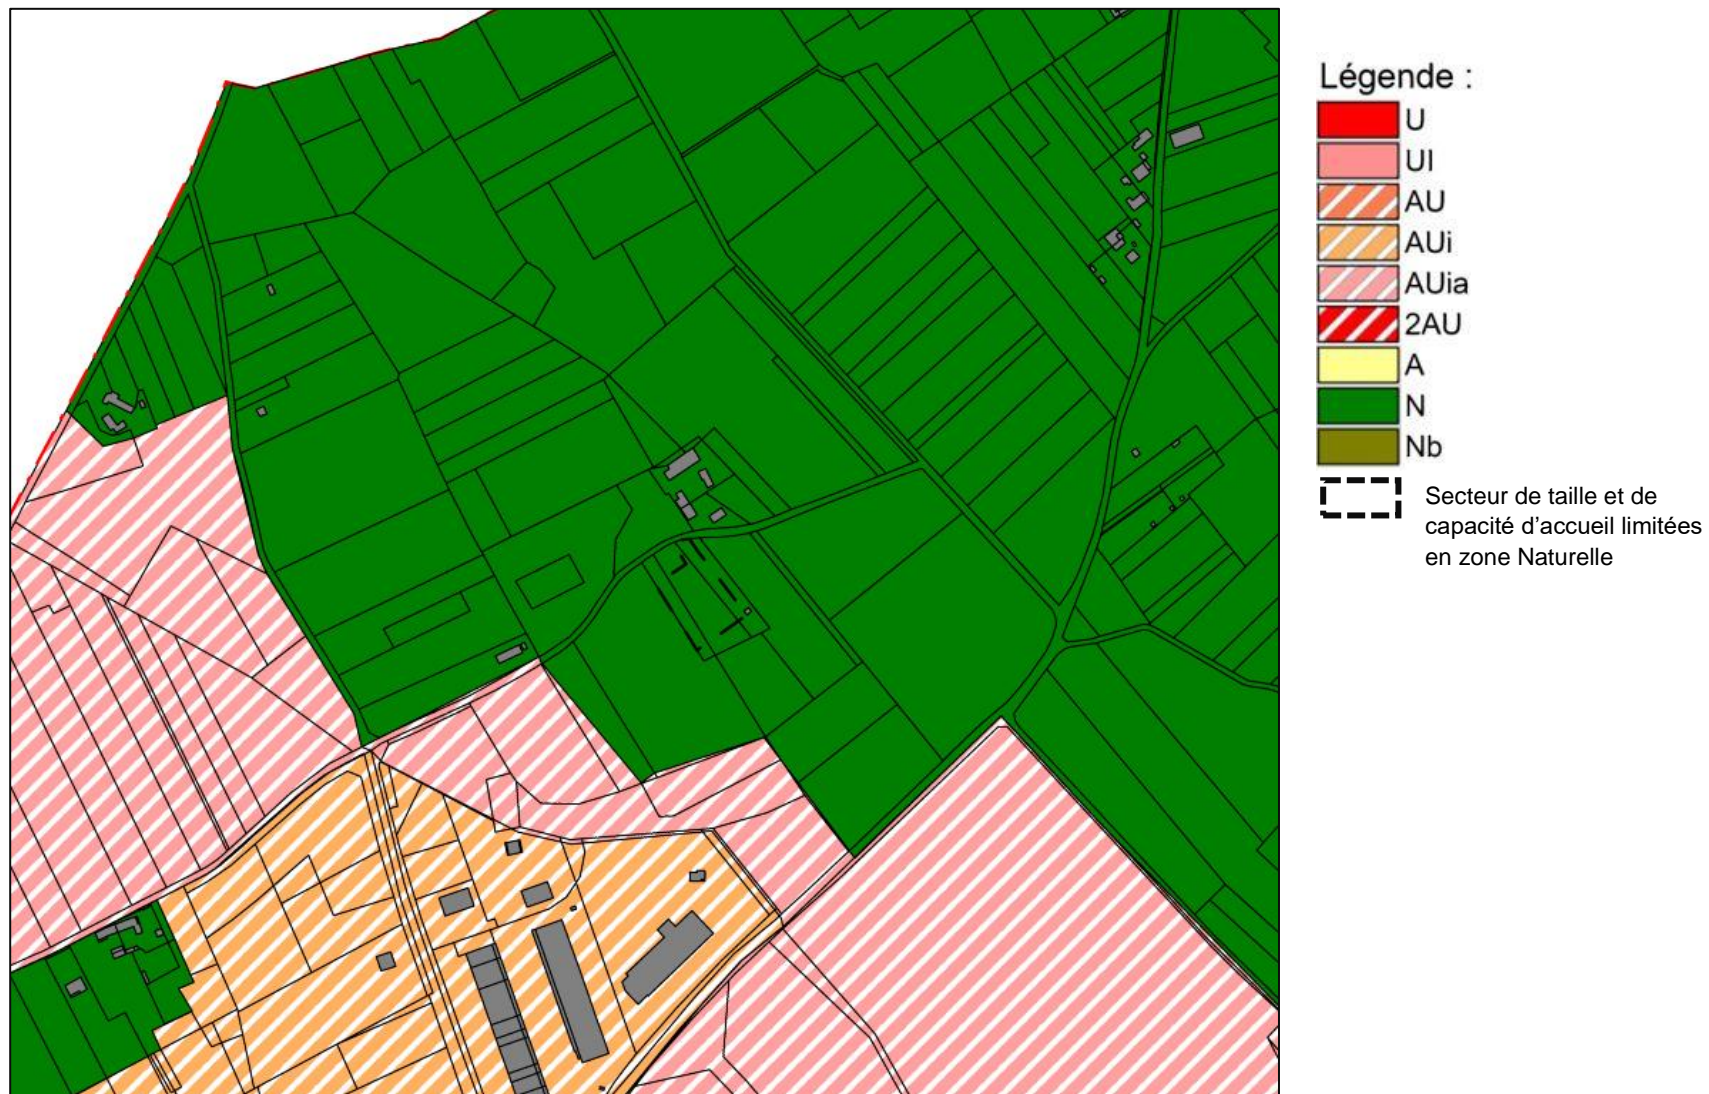 Légende :
U
UI
AU
AUi
AUia
2AU
A
N
Nb
Secteur de taille et de
capacité d’accueil limitées
en zone Naturelle